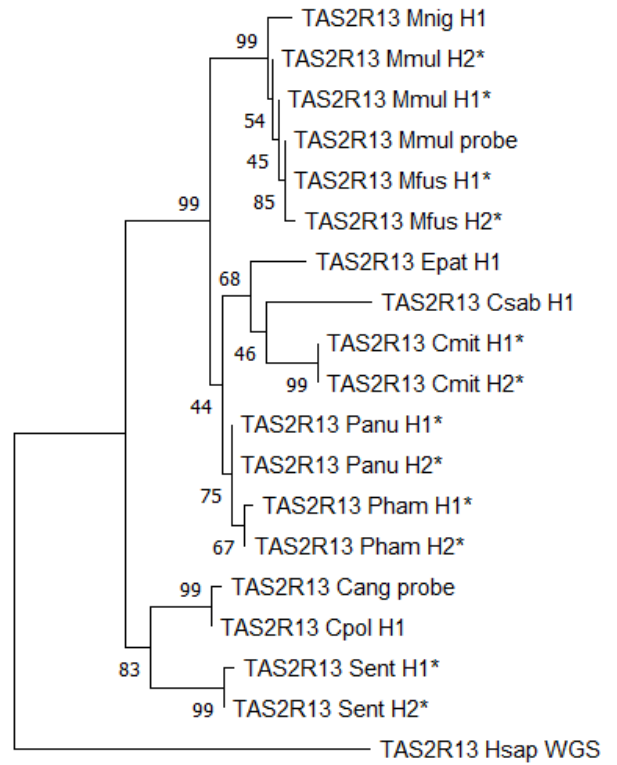 TAS2R13 Mnig H1
99
TAS2R13 Mmul H2*
TAS2R13 Mmul H1*
54
TAS2R13 Mmul probe
45
TAS2R13 Mfus H1*
85
99
TAS2R13 Mfus H2*
TAS2R13 Epat H1
68
TAS2R13 Csab H1
TAS2R13 Cmit H1*
46
TAS2R13 Cmit H2*
99
44
TAS2R13 Panu H1*
TAS2R13 Panu H2*
75
TAS2R13 Pham H1*
TAS2R13 Pham H2*
67
TAS2R13 Cang probe
99
TAS2R13 Cpol H1
TAS2R13 Sent H1*
83
TAS2R13 Sent H2*
99
TAS2R13 Hsap WGS